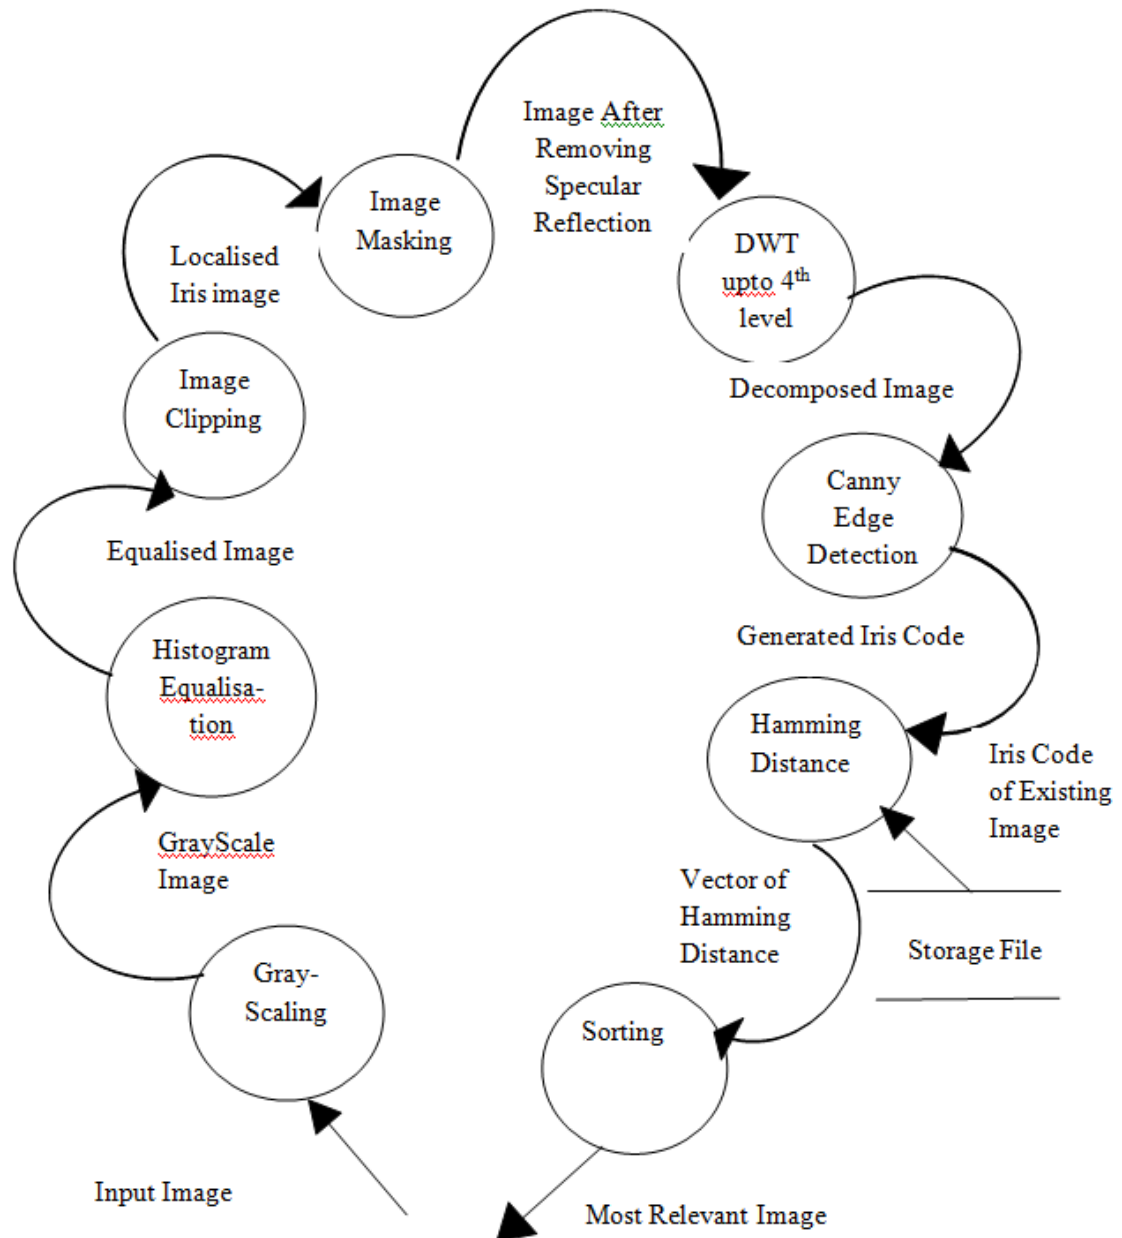 Image After
Removing
Specular
Reflection
Image
Masking
DWT
upto 4th
level
Localised
Iris image
Image
Clipping
Decomposed Image
Canny
Edge
Detection
Equalised Image
Generated Iris Code
Histogram
Equalisa-
tion
Hamming
Distance
Iris Code
of Existing
Image
GrayScale
Image
Vector of
Hamming
Distance
Storage File
Gray-
Scaling
Sorting
Input Image
Most Relevant Image